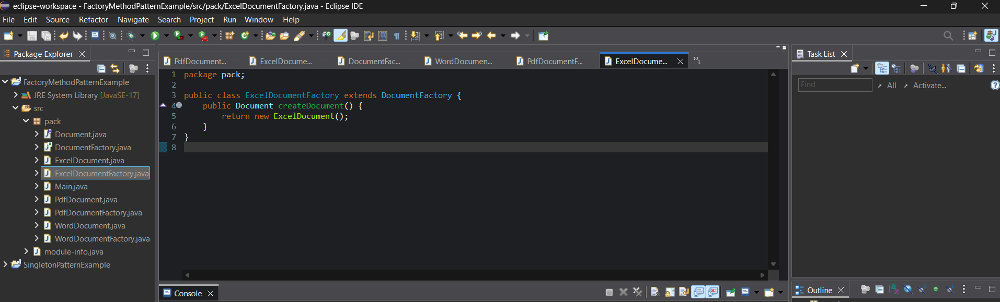 eclipse-workspace - FactoryMethodPatternExample/src/pack/ExcelDocumentFactory.java - Eclipse IDE
File Edit Source Refactor Navigate Search Project Run Window Help
Package Explorer
FactoryMethodPatternExample
JRE System Library [JavaSE-17]
src
pack
Document.java
DocumentFactory.java
ExcelDocument.java
ExcelDocumentFactory.java
Main.java
PdfDocument.java
PdfDocumentFactory.java
WordDocument.java
WordDocumentFactory.java
module-info.java
SingletonPatternExample
PdfDocument... ExcelDocume... DocumentFac... WordDocumen... PdfDocumentF... ExcelDocume... »3
1 package pack;
2
3 public class ExcelDocumentFactory extends DocumentFactory {
4 public Document createDocument() {
5 return new ExcelDocument();
6 }
7 }
8
Console
Task List
Find All Activate...
Outline